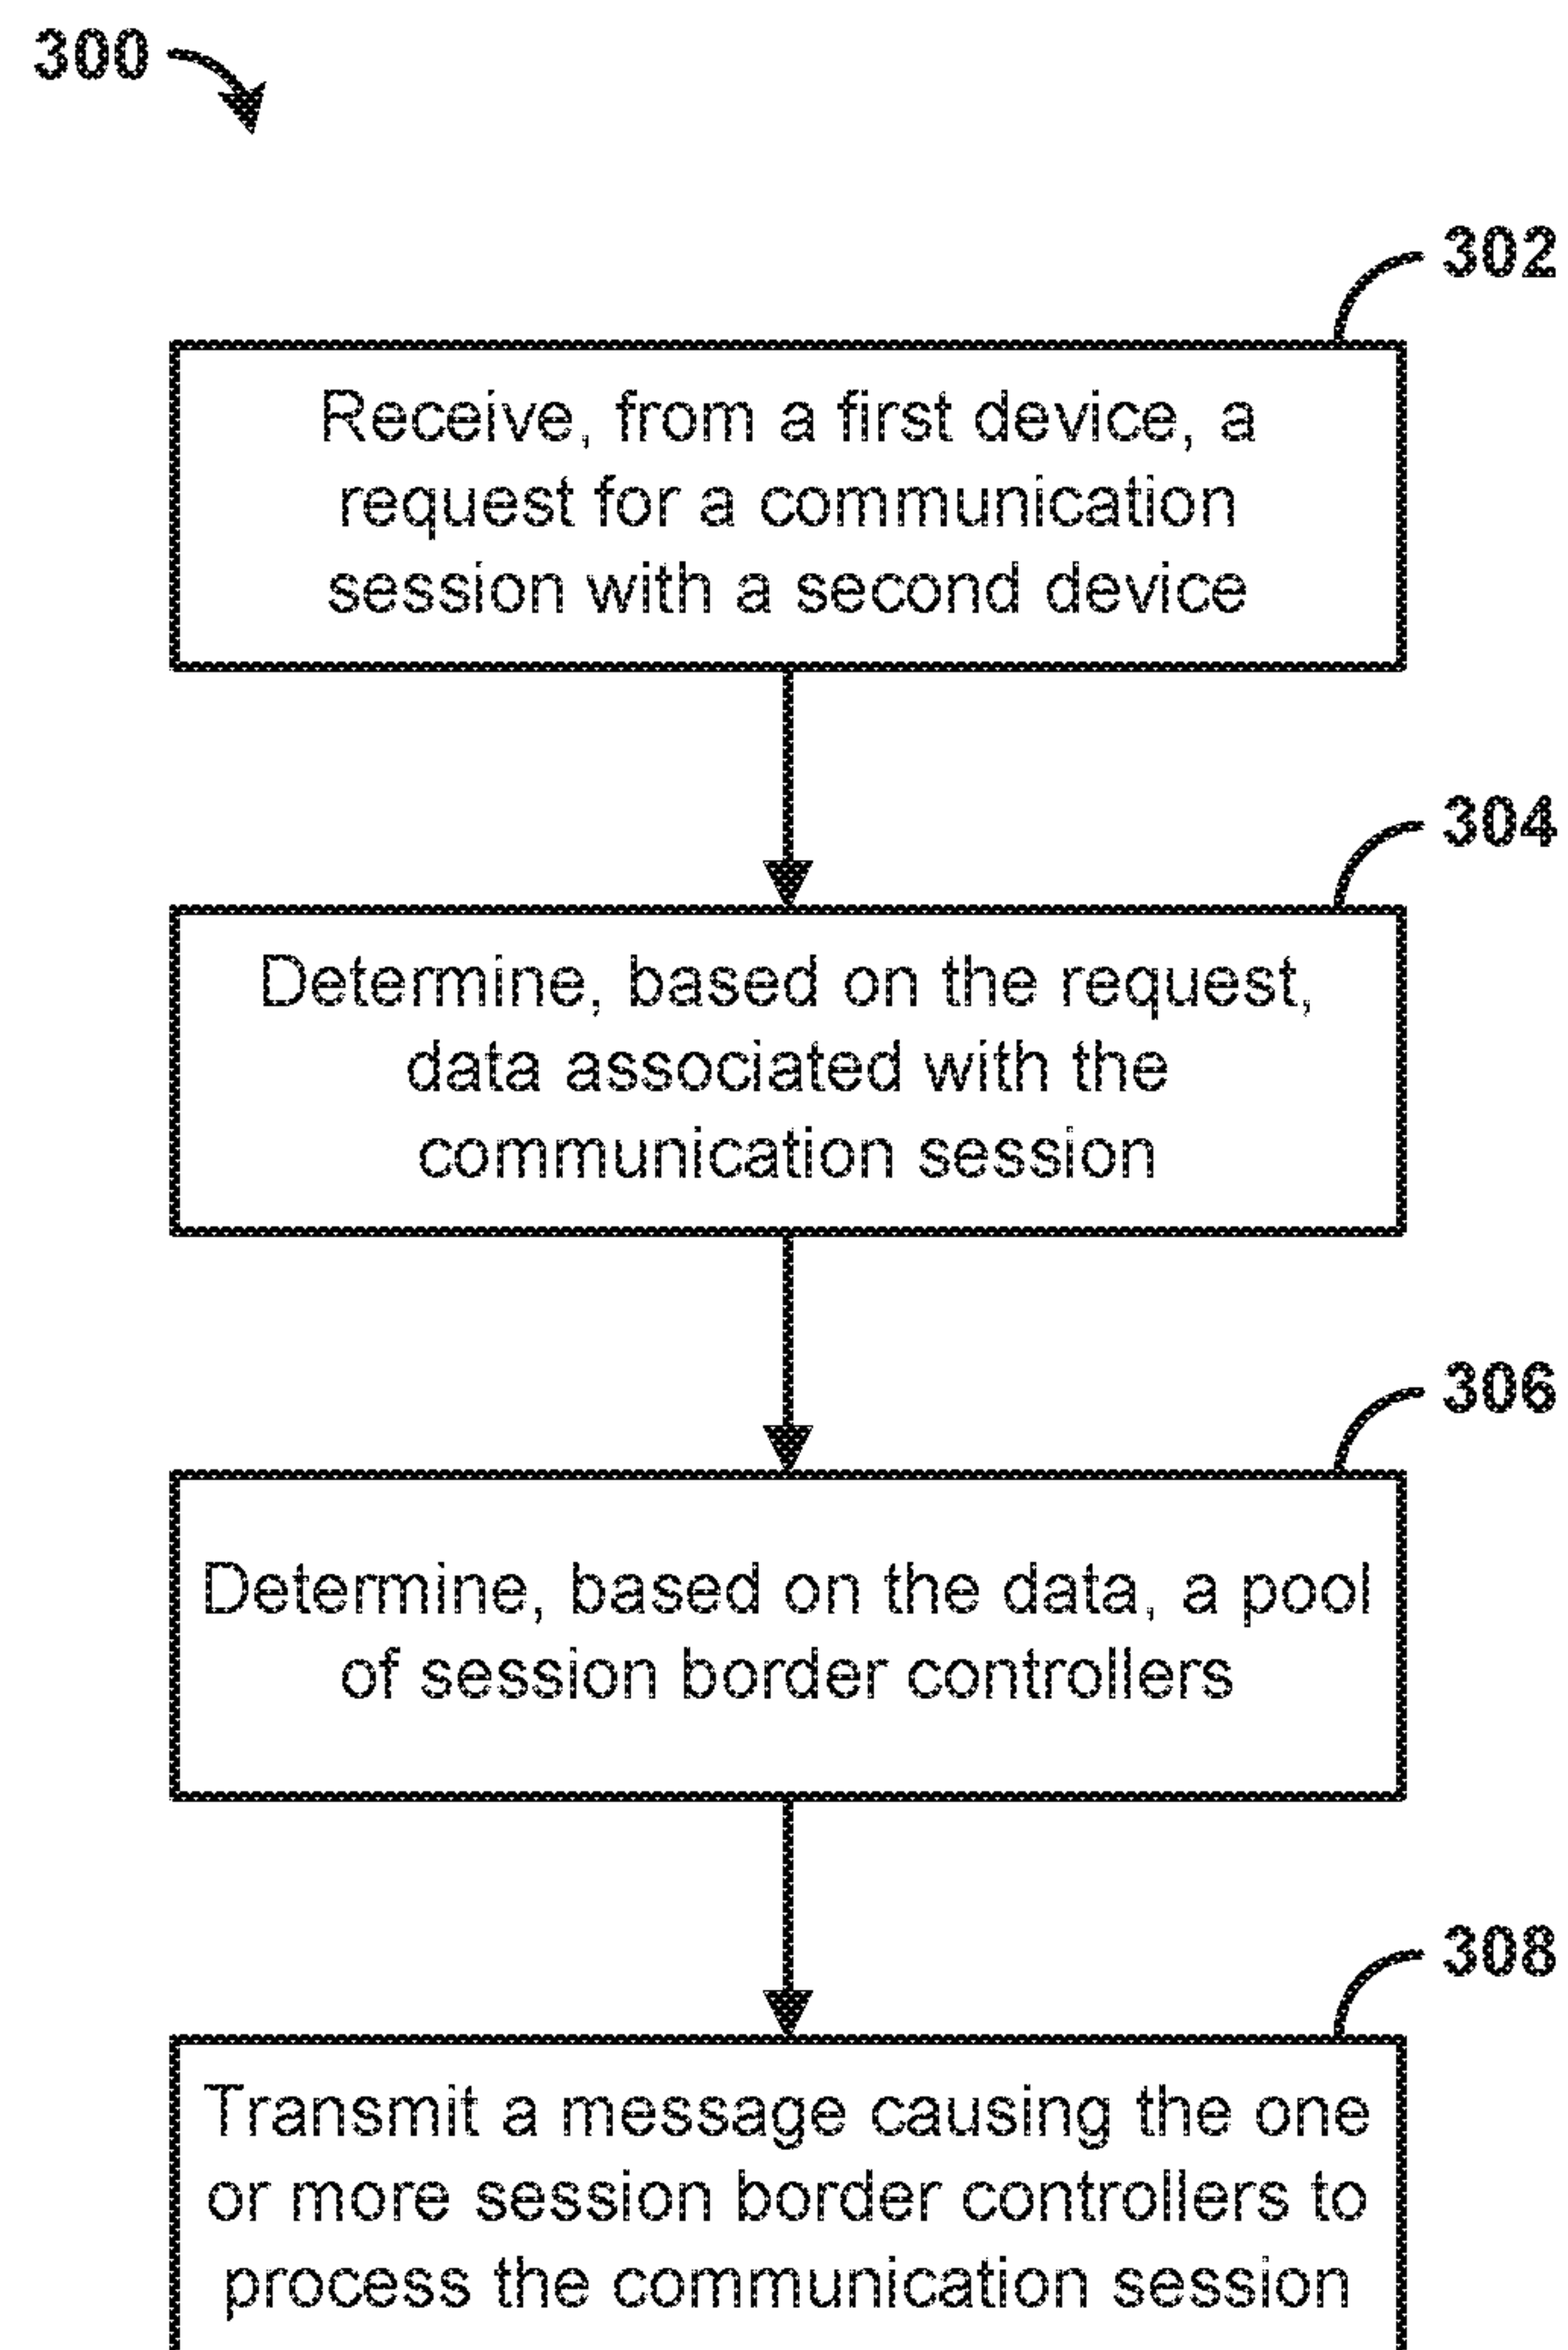 300
302
Receive, from a first device, a
request for a communication
session with a second device
304
Determine, based on the request,
data associated with the
communication session
306
Determine, based on the data, a pool
of session border controllers
308
Transmit a message causing the one
or more session border controllers to
process the communication session